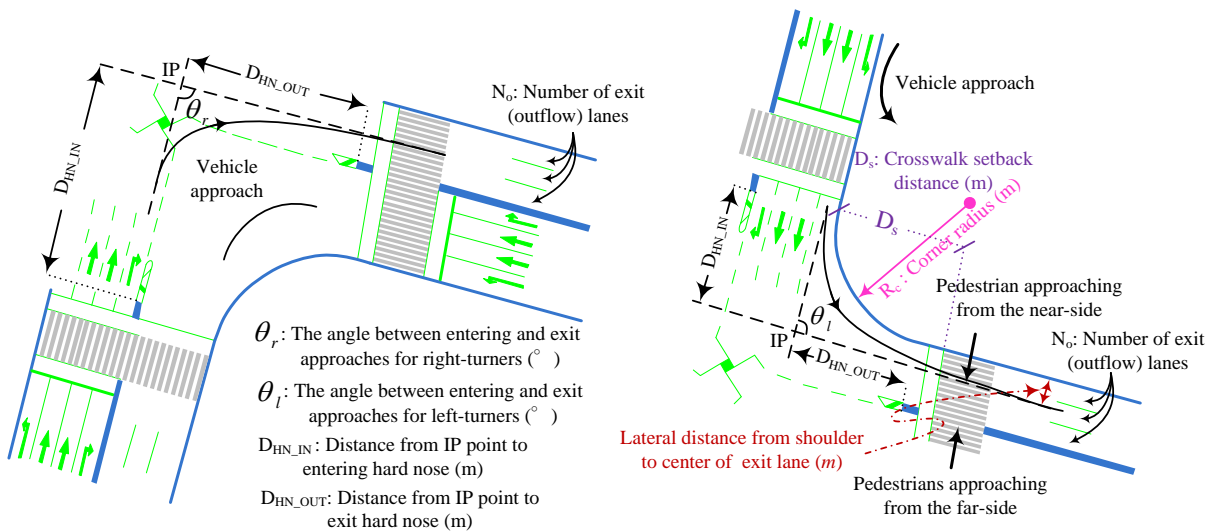 IP
D_HN_OUT
θ_r
D_HN_IN
Vehicle
approach
N_o: Number of exit
(outflow) lanes
θ_r: The angle between entering and exit
approaches for right-turners (°)
θ_l: The angle between entering and exit
approaches for left-turners (°)
D_HN_IN: Distance from IP point to
entering hard nose (m)
D_HN_OUT: Distance from IP point to
exit hard nose (m)
Vehicle approach
D_s: Crosswalk setback
distance (m)
D_s
R_c: Corner radius (m)
D_HN_IN
Pedestrian approaching
from the near-side
θ_l
IP
D_HN_OUT
N_o: Number of exit
(outflow) lanes
Lateral distance from shoulder
to center of exit lane (m)
Pedestrians approaching
from the far-side